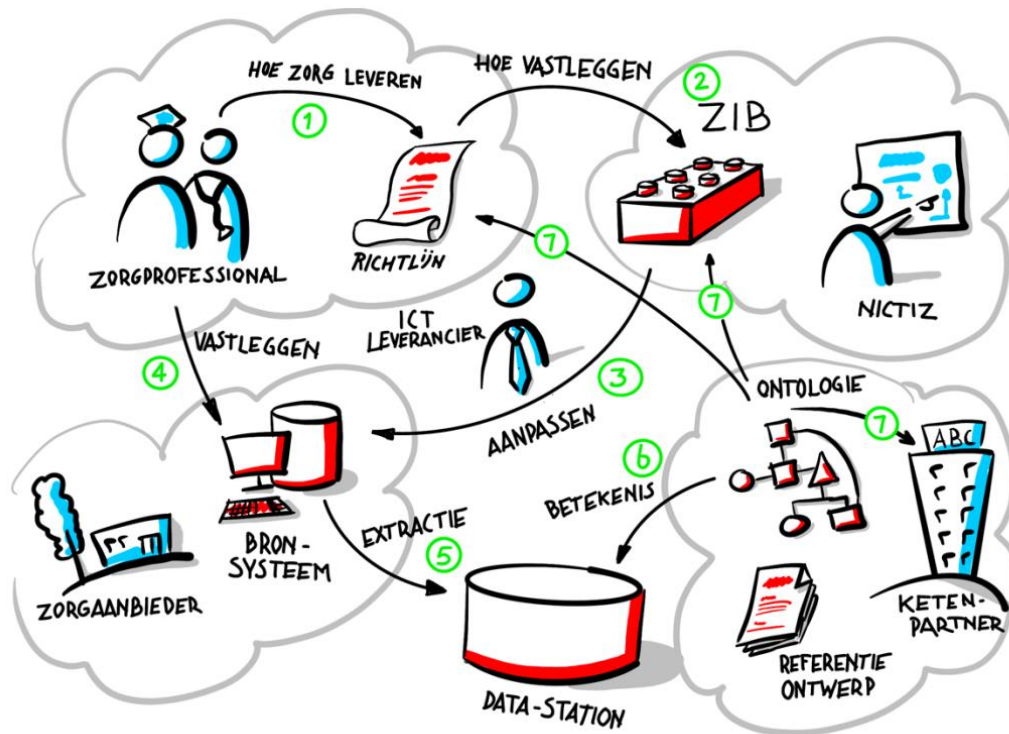 HOE ZORG LEVEREN
1
HOE VASTLEGGEN
2
ZIB
ZORGPROFESSIONAL
RICHTLIJN
7
7
NICTIZ
ICT
LEVERANCIER
VASTLEGGEN
4
3
AANPASSEN
ONTOLOGIE
7
ABC
6
BETEKENIS
EXTRACTIE
5
BRON-
SYSTEEM
ZORGAANBIEDER
KETEN-
PARTNER
REFERENTIE
ONTWERP
DATA-STATION